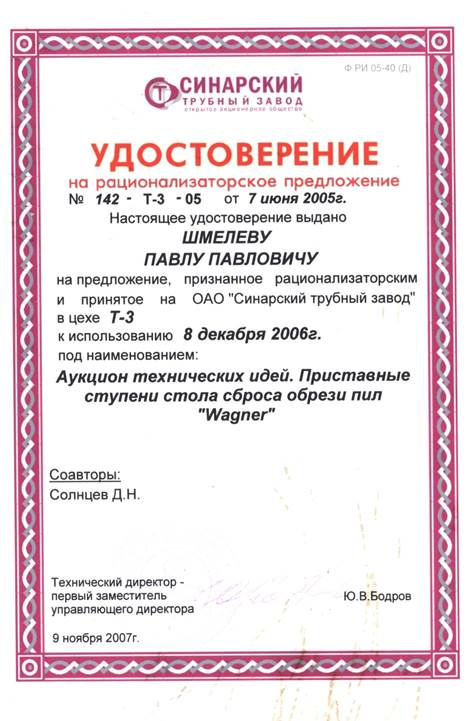 Ф РИ 05-40 (Д)
СИНАРСКИЙ
ТРУБНЫЙ ЗАВОД
открытое акционерное общество
УДОСТОВЕРЕНИЕ
на рационализаторское предложение
№ 142 - Т-3 - 05 от 7 июня 2005г.
Настоящее удостоверение выдано
ШМЕЛЕВУ
ПАВЛУ ПАВЛОВИЧУ
на предложение, признанное рационализаторским
и принятое на ОАО "Синарский трубный завод"
в цехе Т-3
к использованию 8 декабря 2006г.
под наименованием:
Аукцион технических идей. Приставные
ступени стола сброса обрези пил
"Wagner"
Соавторы:
Солнцев Д.Н.
Технический директор -
первый заместитель
управляющего директора
Ю.В.Бодров
9 ноября 2007г.